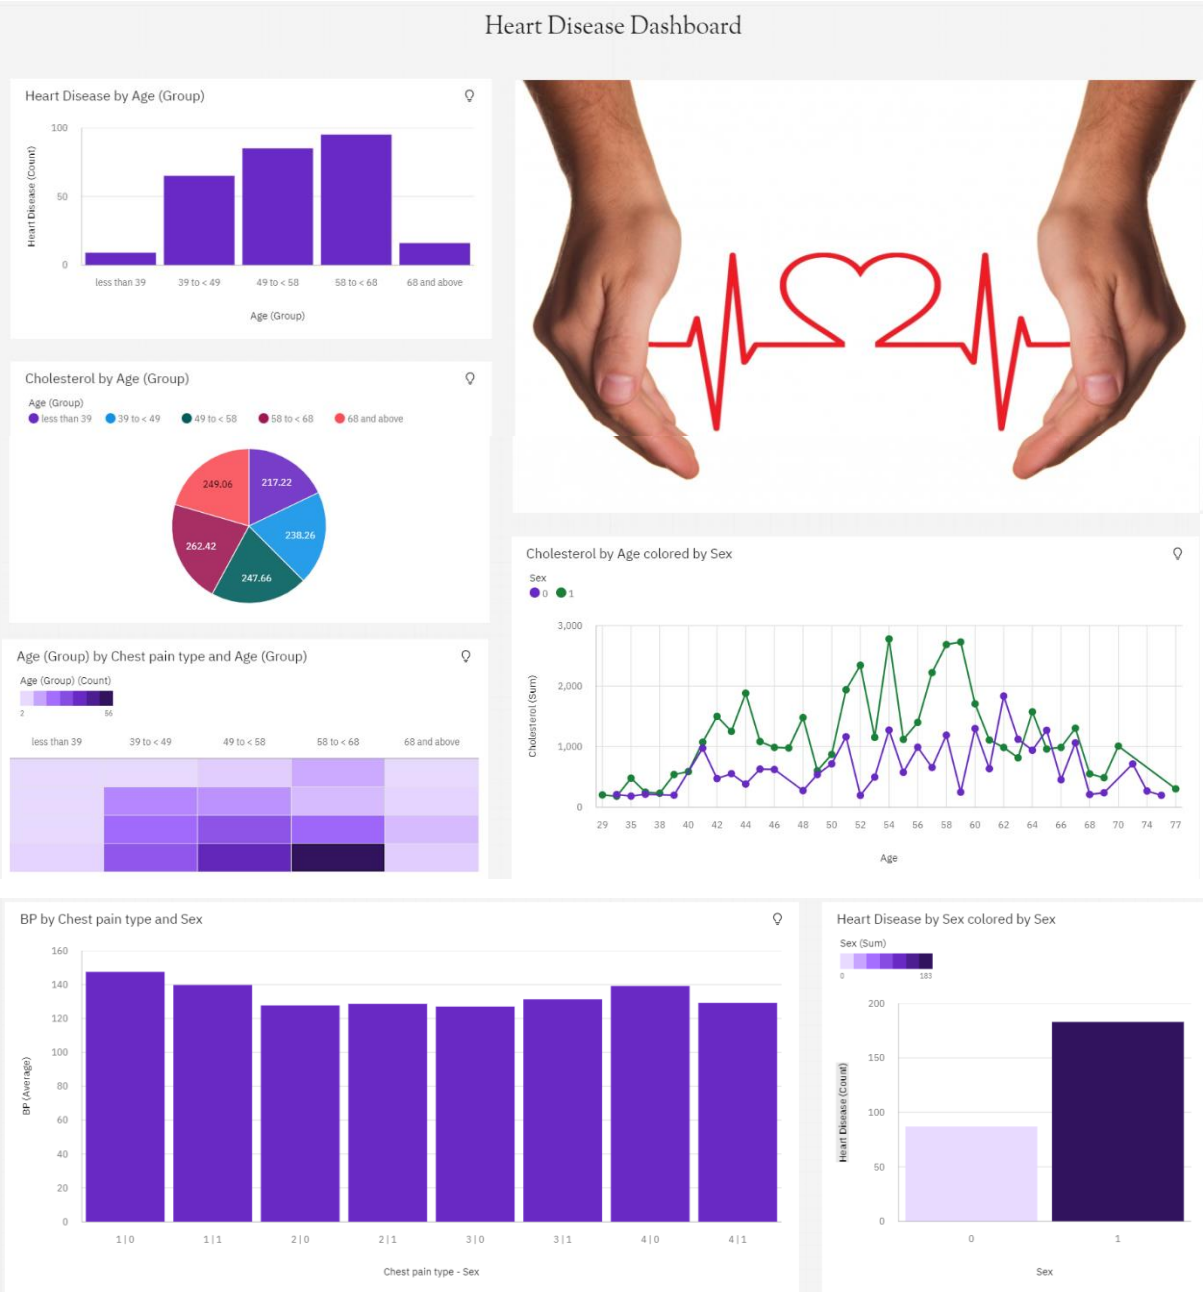 Heart Disease Dashboard
Heart Disease by Age (Group)
Heart Disease (Count)
100
50
0
less than 39 39 to < 49 49 to < 58 58 to < 68 68 and above
Age (Group)
Cholesterol by Age (Group)
Age (Group)
less than 39 39 to < 49 49 to < 58 58 to < 68 68 and above
249.06 217.22
238.26
262.42
247.66
Age (Group) by Chest pain type and Age (Group)
Age (Group) (Count)
2 56
less than 39 39 to < 49 49 to < 58 58 to < 68 68 and above
Cholesterol by Age colored by Sex
Sex
0 1
Cholesterol (Sum)
3,000
2,000
1,000
0
29 35 38 40 42 44 46 48 50 52 54 56 58 60 62 64 66 68 70 74 77
Age
BP by Chest pain type and Sex
BP (Average)
160
140
120
100
80
60
40
20
0
1|0 1|1 2|0 2|1 3|0 3|1 4|0 4|1
Chest pain type - Sex
Heart Disease by Sex colored by Sex
Sex (Sum)
0 183
Heart Disease (Count)
200
150
100
50
0
0 1
Sex